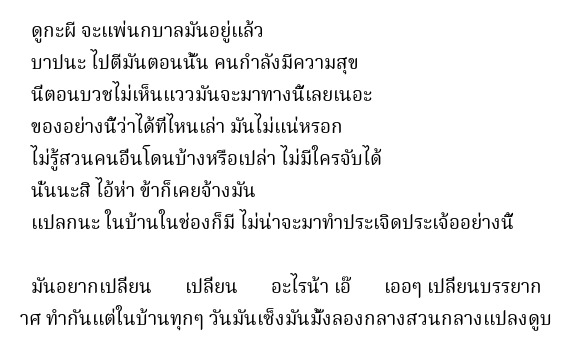 ดูกะผี จะแพ่นกบาลมันอยู่แล้ว
บาปนะ ไปตีมันตอนนั้น คนกำลังมีความสุข
นี่ตอนบวชไม่เห็นแววมันจะมาทางนี้เลยเนอะ
ของอย่างนี้ว่าได้ที่ไหนเล่า มันไม่แน่หรอก
ไม่รู้สวนคนอื่นโดนบ้างหรือเปล่า ไม่มีใครจับได้
นั่นนะสิ ไอ้ห่า ข้าก็เคยจ้างมัน
แปลกนะ ในบ้านในช่องก็มี ไม่น่าจะมาทำประเจิดประเจ้ออย่างนี้
มันอยากเปลี่ยน เปลี่ยน อะไรน้า เอ๊ เออๆ เปลี่ยนบรรยาก
าศ ทำกันแต่ในบ้านทุกๆ วันมันเซ็งมันมั้งลองกลางสวนกลางแปลงดูบ